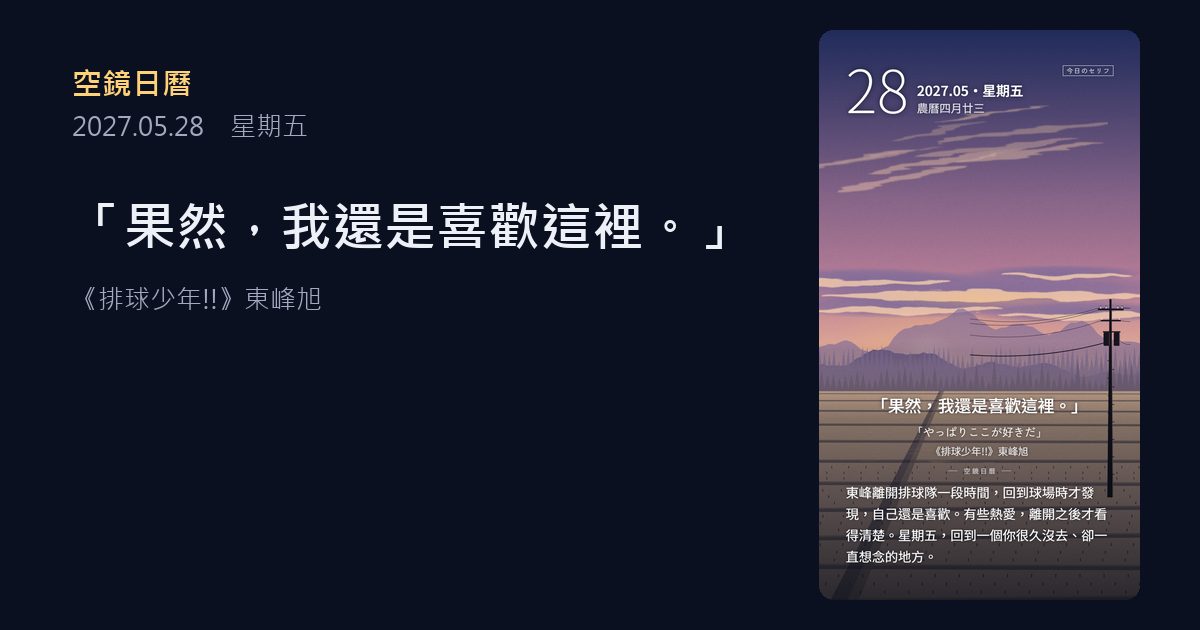 空鏡日曆
2027.05.28 星期五
「果然，我還是喜歡這裡。」
《排球少年!!》東峰旭
28
2027.05・星期五
農曆四月廿三
今日のセリフ
「果然，我還是喜歡這裡。」
「やっぱりここが好きだ」
《排球少年!!》東峰旭
— 空鏡日曆 —
東峰離開排球隊一段時間，回到球場時才發
現，自己還是喜歡。有些熱愛，離開之後才看
得清楚。星期五，回到一個你很久沒去、卻一
直想念的地方。